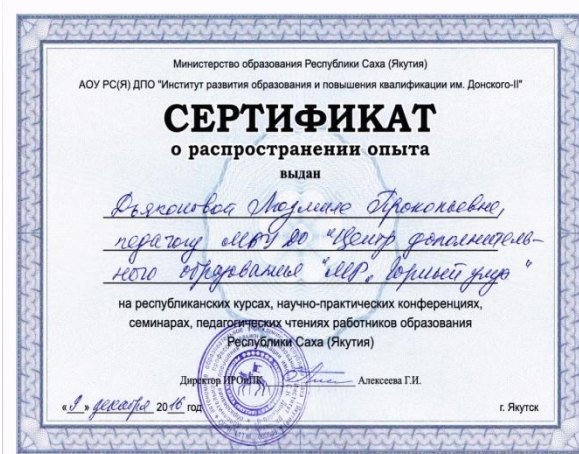 Министерство образования Республики Саха (Якутия)
АОУ РС(Я) ДПО "Институт развития образования и повышения квалификации им. Донского-II"
СЕРТИФИКАТ
о распространении опыта
выдан
Дьяконовой Людмиле Прокопьевне,
педагогу МБУ ДО "Центр дополнитель-
ного образования "МР "Горный улус"
на республиканских курсах, научно-практических конференциях,
семинарах, педагогических чтениях работников образования
Республики Саха (Якутия)
Директор ИРОиПК Алексеева Г.И.
«9» декабря 2016 год г. Якутск